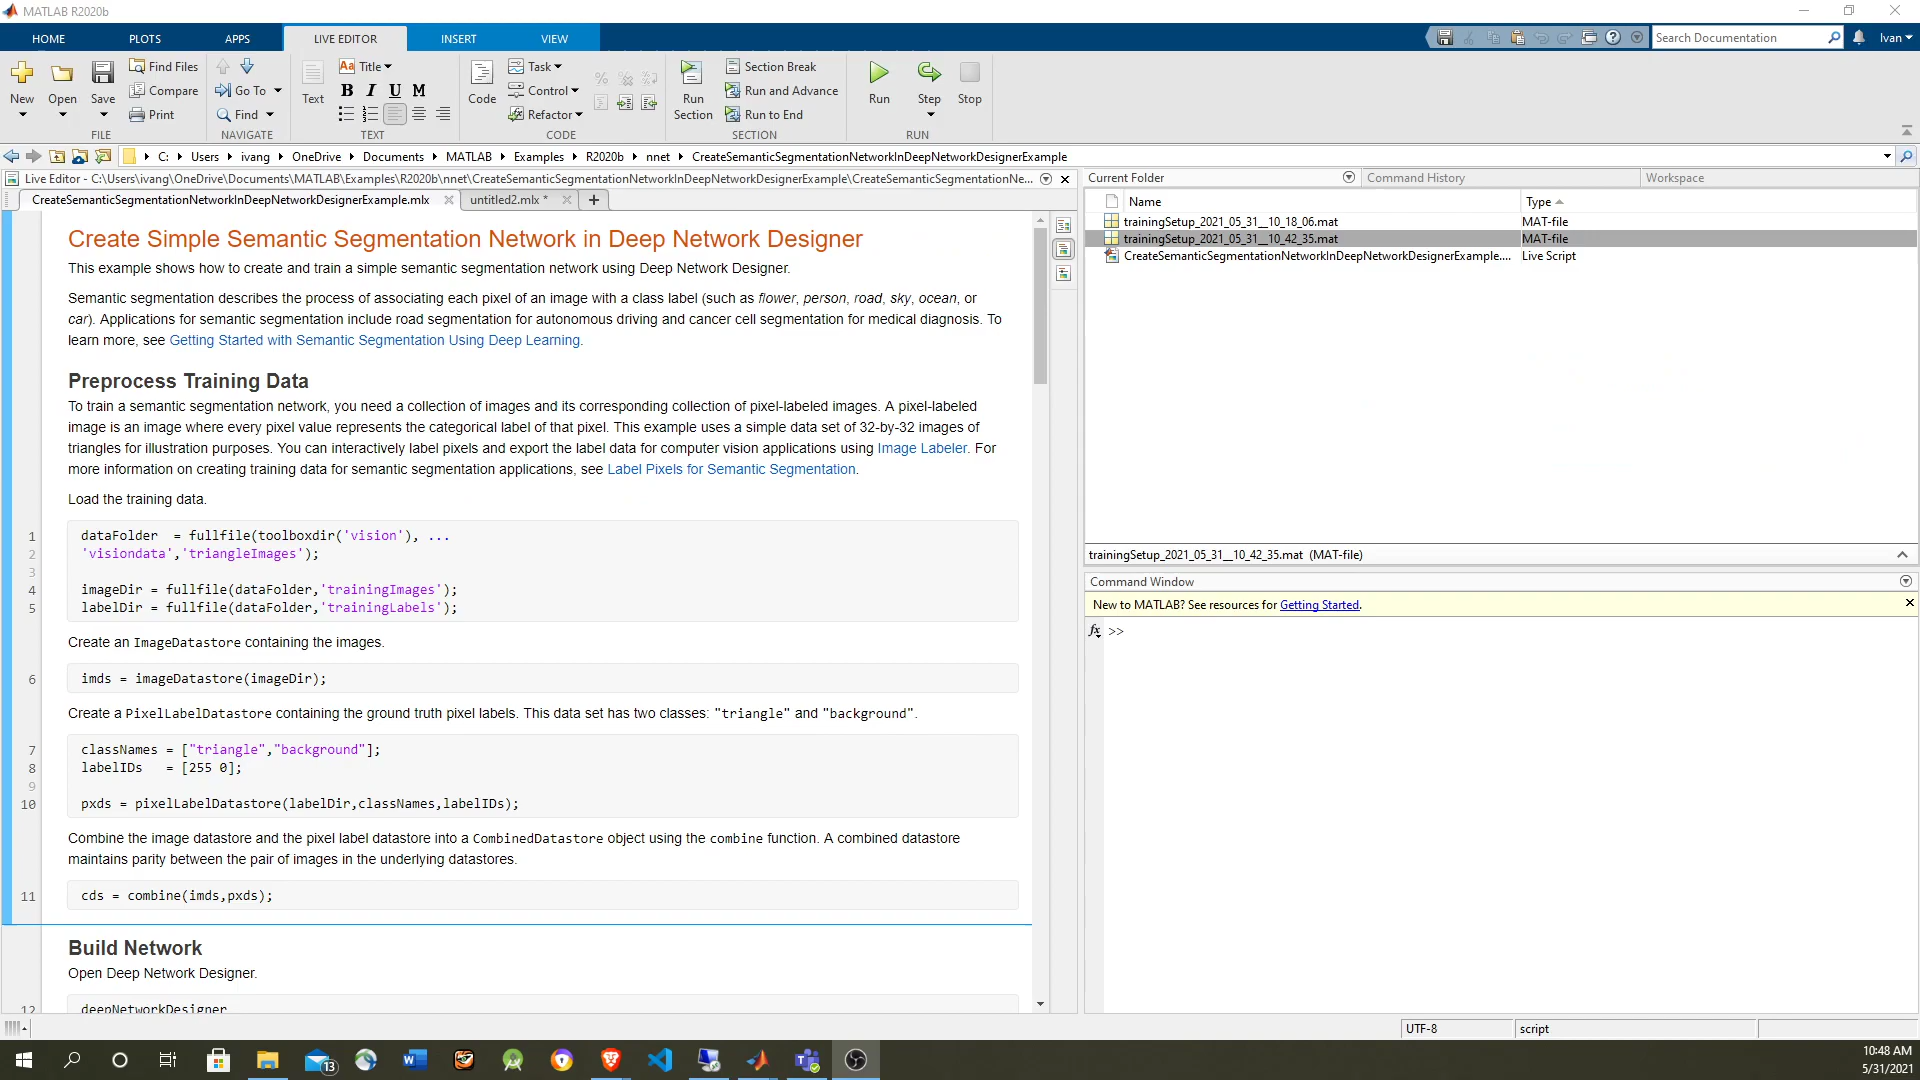 MATLAB R2020b
HOME PLOTS APPS LIVE EDITOR INSERT VIEW
Search Documentation
Ivan
New Open Save
Find Files
Compare
Print
FILE
Go To
Find
NAVIGATE
Text
Aa Title
B I U M
TEXT
Code
Task
Control
Refactor
CODE
Run Section
Section Break
Run and Advance
Run to End
SECTION
Run Step Stop
RUN
C: Users ivang OneDrive Documents MATLAB Examples R2020b nnet CreateSemanticSegmentationNetworkInDeepNetworkDesignerExample
Live Editor - C:\Users\ivang\OneDrive\Documents\MATLAB\Examples\R2020b\nnet\CreateSemanticSegmentationNetworkInDeepNetworkDesignerExample\CreateSemanticSegmentationNe...
CreateSemanticSegmentationNetworkInDeepNetworkDesignerExample.mlx
untitled2.mlx *
Create Simple Semantic Segmentation Network in Deep Network Designer
This example shows how to create and train a simple semantic segmentation network using Deep Network Designer.
Semantic segmentation describes the process of associating each pixel of an image with a class label (such as flower, person, road, sky, ocean, or
car). Applications for semantic segmentation include road segmentation for autonomous driving and cancer cell segmentation for medical diagnosis. To
learn more, see Getting Started with Semantic Segmentation Using Deep Learning.
Preprocess Training Data
To train a semantic segmentation network, you need a collection of images and its corresponding collection of pixel-labeled images. A pixel-labeled
image is an image where every pixel value represents the categorical label of that pixel. This example uses a simple data set of 32-by-32 images of
triangles for illustration purposes. You can interactively label pixels and export the label data for computer vision applications using Image Labeler. For
more information on creating training data for semantic segmentation applications, see Label Pixels for Semantic Segmentation.
Load the training data.
1 dataFolder = fullfile(toolboxdir('vision'), ...
2 'visiondata','triangleImages');
3
4 imageDir = fullfile(dataFolder,'trainingImages');
5 labelDir = fullfile(dataFolder,'trainingLabels');
Create an ImageDatastore containing the images.
6 imds = imageDatastore(imageDir);
Create a PixelLabelDatastore containing the ground truth pixel labels. This data set has two classes: "triangle" and "background".
7 classNames = ["triangle","background"];
8 labelIDs = [255 0];
9
10 pxds = pixelLabelDatastore(labelDir,classNames,labelIDs);
Combine the image datastore and the pixel label datastore into a CombinedDatastore object using the combine function. A combined datastore
maintains parity between the pair of images in the underlying datastores.
11 cds = combine(imds,pxds);
Build Network
Open Deep Network Designer.
12 deepNetworkDesigner
Current Folder Command History Workspace
Name Type
trainingSetup_2021_05_31__10_18_06.mat MAT-file
trainingSetup_2021_05_31__10_42_35.mat MAT-file
CreateSemanticSegmentationNetworkInDeepNetworkDesignerExample.... Live Script
trainingSetup_2021_05_31__10_42_35.mat (MAT-file)
Command Window
New to MATLAB? See resources for Getting Started.
fx >>
UTF-8 script
13
10:48 AM
5/31/2021